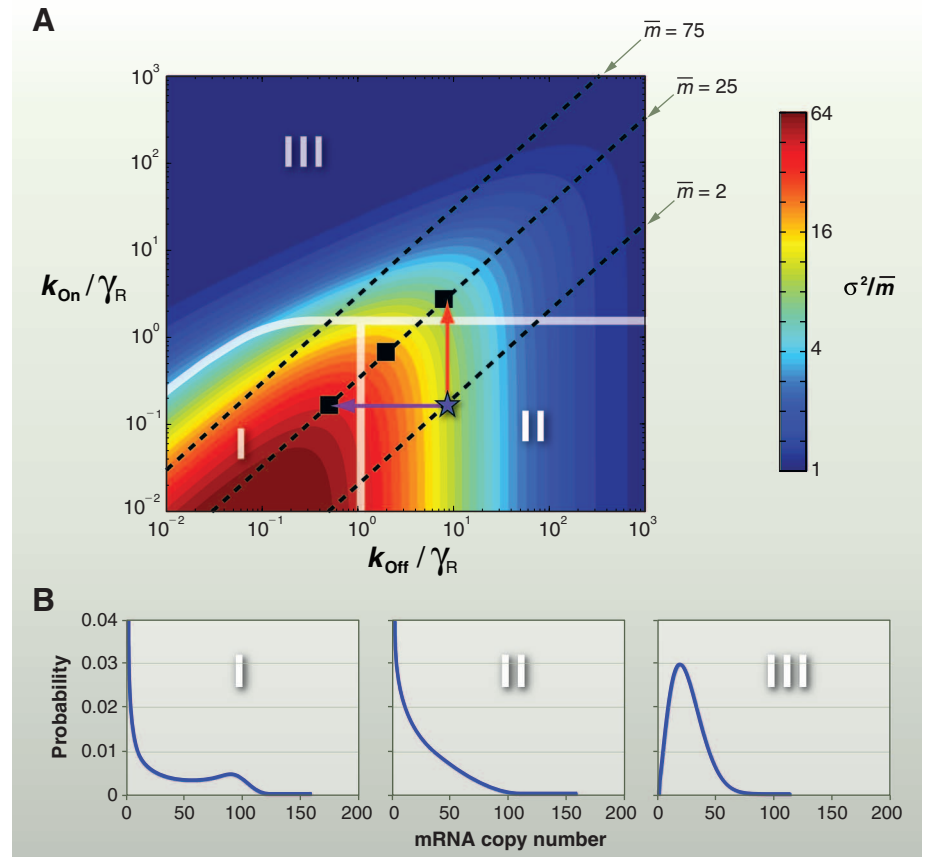 A
m̅ = 75
m̅ = 25
m̅ = 2
10³
10²
10¹
10⁰
10⁻¹
10⁻²
k_On / γ_R
III
I
II
10⁻² 10⁻¹ 10⁰ 10¹ 10² 10³
k_Off / γ_R
64
16
4
1
σ²/m̅
B
Probability
0.04
0.03
0.02
0.01
0
I
II
III
0 50 100 150 200
0 50 100 150 200
0 50 100 150 200
mRNA copy number